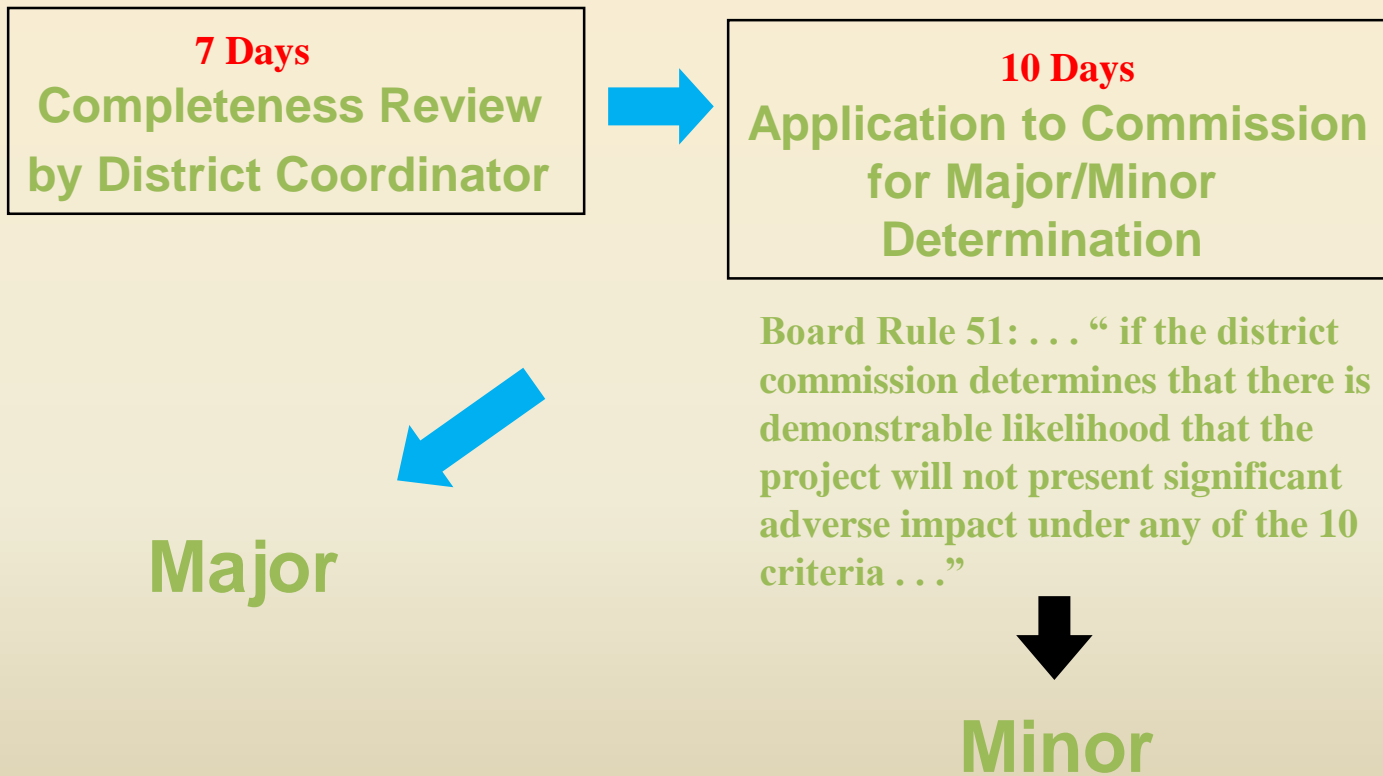 7 Days
Completeness Review
by District Coordinator
10 Days
Application to Commission
for Major/Minor
Determination
Board Rule 51: . . . “ if the district
commission determines that there is
demonstrable likelihood that the
project will not present significant
adverse impact under any of the 10
criteria . . .”
Major
Minor